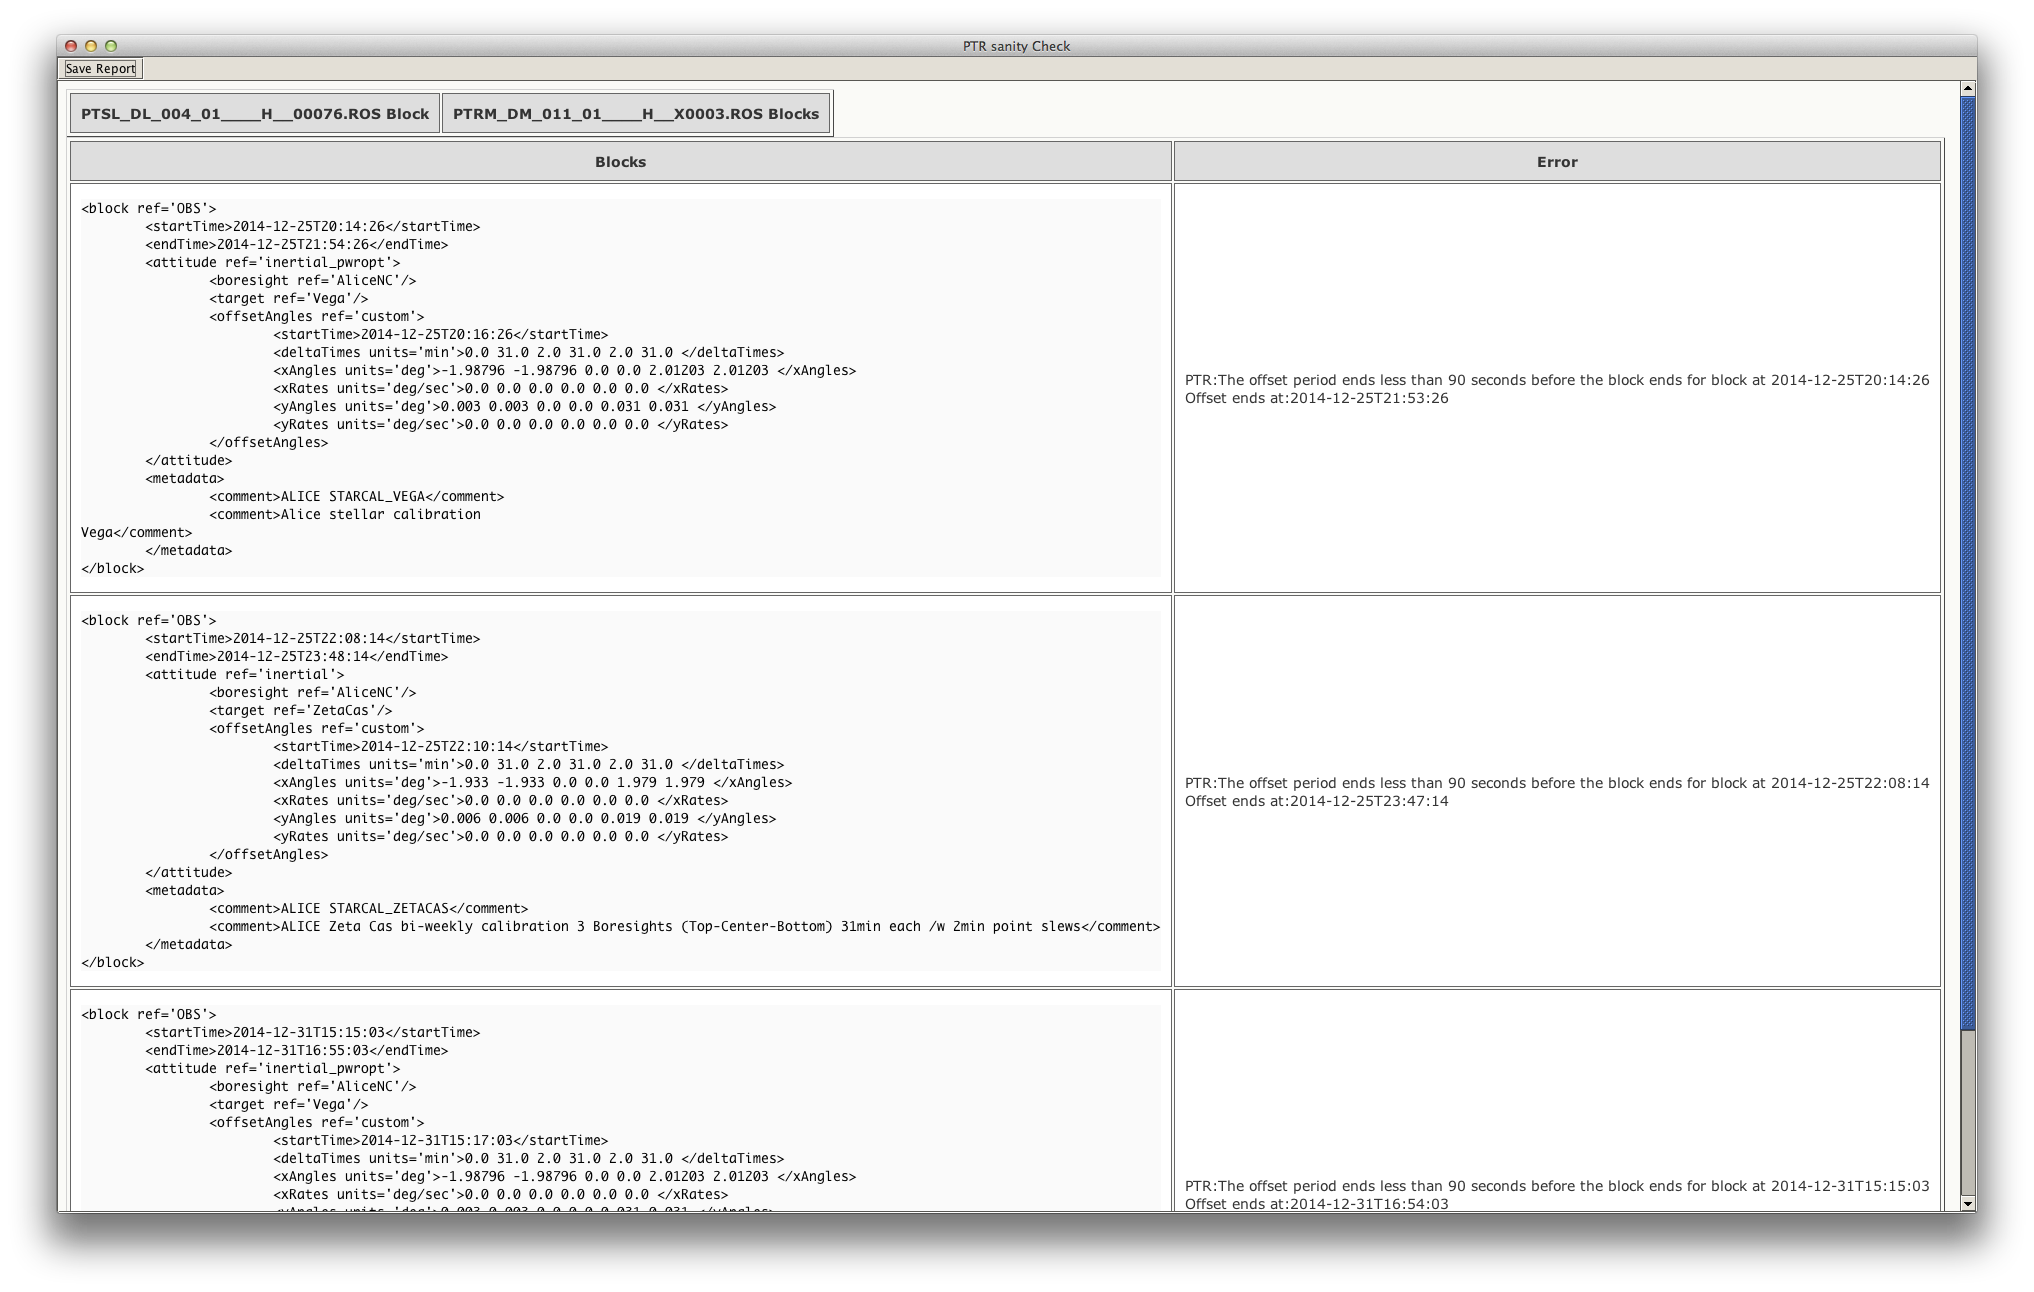 PTR sanity Check
Save Report
PTSL_DL_004_01_____H__00076.ROS Block PTRM_DM_011_01_____H__X0003.ROS Blocks
Blocks Error
<block ref='OBS'>
<startTime>2014-12-25T20:14:26</startTime>
<endTime>2014-12-25T21:54:26</endTime>
<attitude ref='inertial_pwropt'>
<boresight ref='AliceNC'/>
<target ref='Vega'/>
<offsetAngles ref='custom'>
<startTime>2014-12-25T20:16:26</startTime>
<deltaTimes units='min'>0.0 31.0 2.0 31.0 2.0 31.0 </deltaTimes>
<xAngles units='deg'>-1.98796 -1.98796 0.0 0.0 2.01203 2.01203 </xAngles>
<xRates units='deg/sec'>0.0 0.0 0.0 0.0 0.0 0.0 </xRates>
<yAngles units='deg'>0.003 0.003 0.0 0.0 0.031 0.031 </yAngles>
<yRates units='deg/sec'>0.0 0.0 0.0 0.0 0.0 0.0 </yRates>
</offsetAngles>
</attitude>
<metadata>
<comment>ALICE STARCAL_VEGA</comment>
<comment>Alice stellar calibration
Vega</comment>
</metadata>
</block>
PTR:The offset period ends less than 90 seconds before the block ends for block at 2014-12-25T20:14:26
Offset ends at:2014-12-25T21:53:26
<block ref='OBS'>
<startTime>2014-12-25T22:08:14</startTime>
<endTime>2014-12-25T23:48:14</endTime>
<attitude ref='inertial'>
<boresight ref='AliceNC'/>
<target ref='ZetaCas'/>
<offsetAngles ref='custom'>
<startTime>2014-12-25T22:10:14</startTime>
<deltaTimes units='min'>0.0 31.0 2.0 31.0 2.0 31.0 </deltaTimes>
<xAngles units='deg'>-1.933 -1.933 0.0 0.0 1.979 1.979 </xAngles>
<xRates units='deg/sec'>0.0 0.0 0.0 0.0 0.0 0.0 </xRates>
<yAngles units='deg'>0.006 0.006 0.0 0.0 0.019 0.019 </yAngles>
<yRates units='deg/sec'>0.0 0.0 0.0 0.0 0.0 0.0 </yRates>
</offsetAngles>
</attitude>
<metadata>
<comment>ALICE STARCAL_ZETACAS</comment>
<comment>ALICE Zeta Cas bi-weekly calibration 3 Boresights (Top-Center-Bottom) 31min each /w 2min point slews</comment>
</metadata>
</block>
PTR:The offset period ends less than 90 seconds before the block ends for block at 2014-12-25T22:08:14
Offset ends at:2014-12-25T23:47:14
<block ref='OBS'>
<startTime>2014-12-31T15:15:03</startTime>
<endTime>2014-12-31T16:55:03</endTime>
<attitude ref='inertial_pwropt'>
<boresight ref='AliceNC'/>
<target ref='Vega'/>
<offsetAngles ref='custom'>
<startTime>2014-12-31T15:17:03</startTime>
<deltaTimes units='min'>0.0 31.0 2.0 31.0 2.0 31.0 </deltaTimes>
<xAngles units='deg'>-1.98796 -1.98796 0.0 0.0 2.01203 2.01203 </xAngles>
<xRates units='deg/sec'>0.0 0.0 0.0 0.0 0.0 0.0 </xRates>
<yAngles units='deg'>0.003 0.003 0.0 0.0 0.031 0.031 </yAngles>
PTR:The offset period ends less than 90 seconds before the block ends for block at 2014-12-31T15:15:03
Offset ends at:2014-12-31T16:54:03